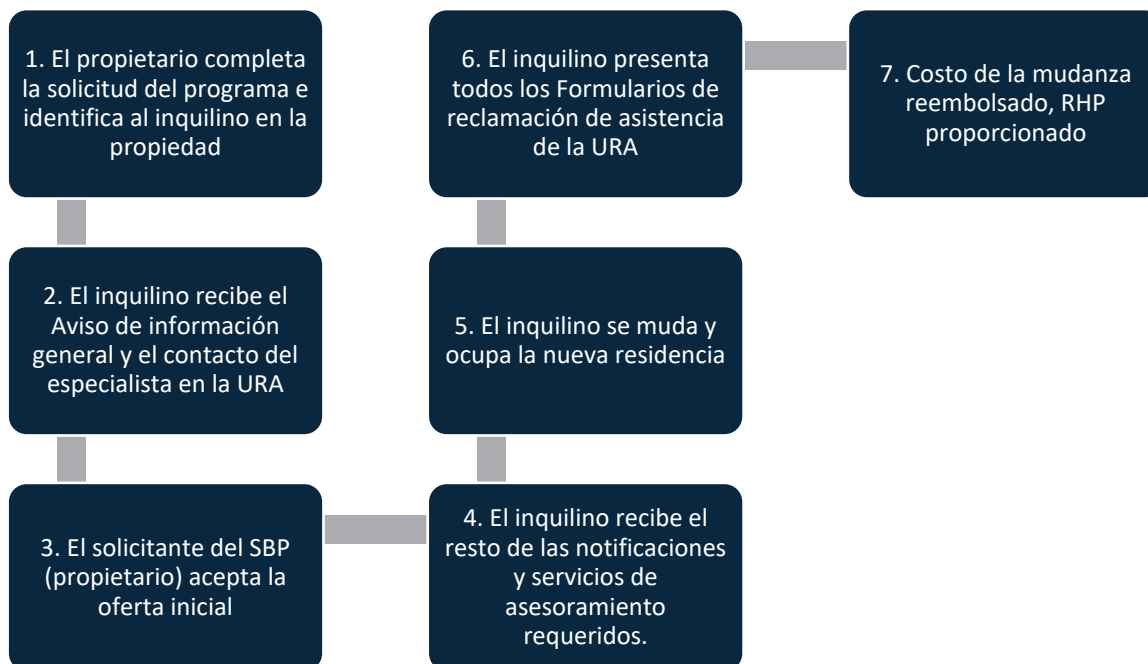 1. El propietario completa
la solicitud del programa e
identifica al inquilino en la
propiedad
2. El inquilino recibe el
Aviso de información
general y el contacto del
especialista en la URA
3. El solicitante del SBP
(propietario) acepta la
oferta inicial
4. El inquilino recibe el
resto de las notificaciones
y servicios de
asesoramiento
requeridos.
5. El inquilino se muda y
ocupa la nueva residencia
6. El inquilino presenta
todos los Formularios de
reclamación de asistencia
de la URA
7. Costo de la mudanza
reembolsado, RHP
proporcionado